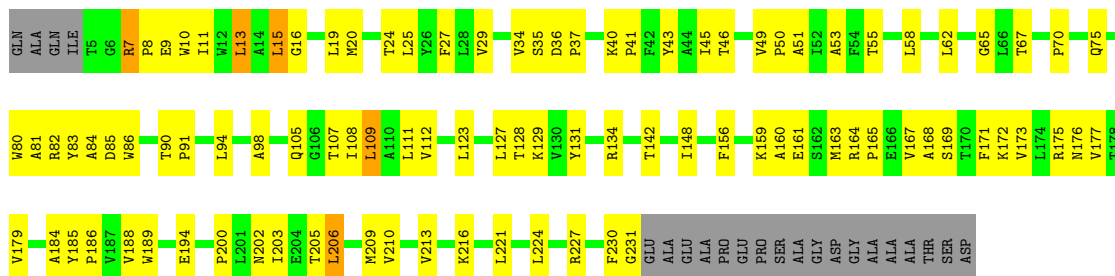 GLN ALA GLN ILE T5 G6 R7 P8 E9 W10 I11 W12 L13 A14 L15 G16 L19 M20 T24 L25 Y26 F27 L28 V29 V34 S35 D36 P37 K40 P41 F42 Y43 A44 I45 T46 V49 P50 A51 I52 A53 F54 T55 L58 L62 G65 L66 T67 P70 Q75
W80 A81 R82 Y83 A84 D85 W86 T90 P91 L94 A98 Q105 G106 T107 I108 L109 A110 L111 V112 L123 L127 T128 K129 V130 Y131 R134 T142 I148 F156 K159 A160 E161 S162 M163 R164 P165 E166 V167 A168 S169 T170 F171 K172 V173 L174 R175 N176 V177 T178
V179 A184 Y185 P186 V187 V188 W189 E194 P200 L201 N202 I203 E204 T205 L206 M209 V210 V213 K216 L221 L224 R227 F230 G231 GLU ALA GLU ALA PRO GLU PRO SER ALA GLY ASP GLY ALA ALA ALA THR SER ASP